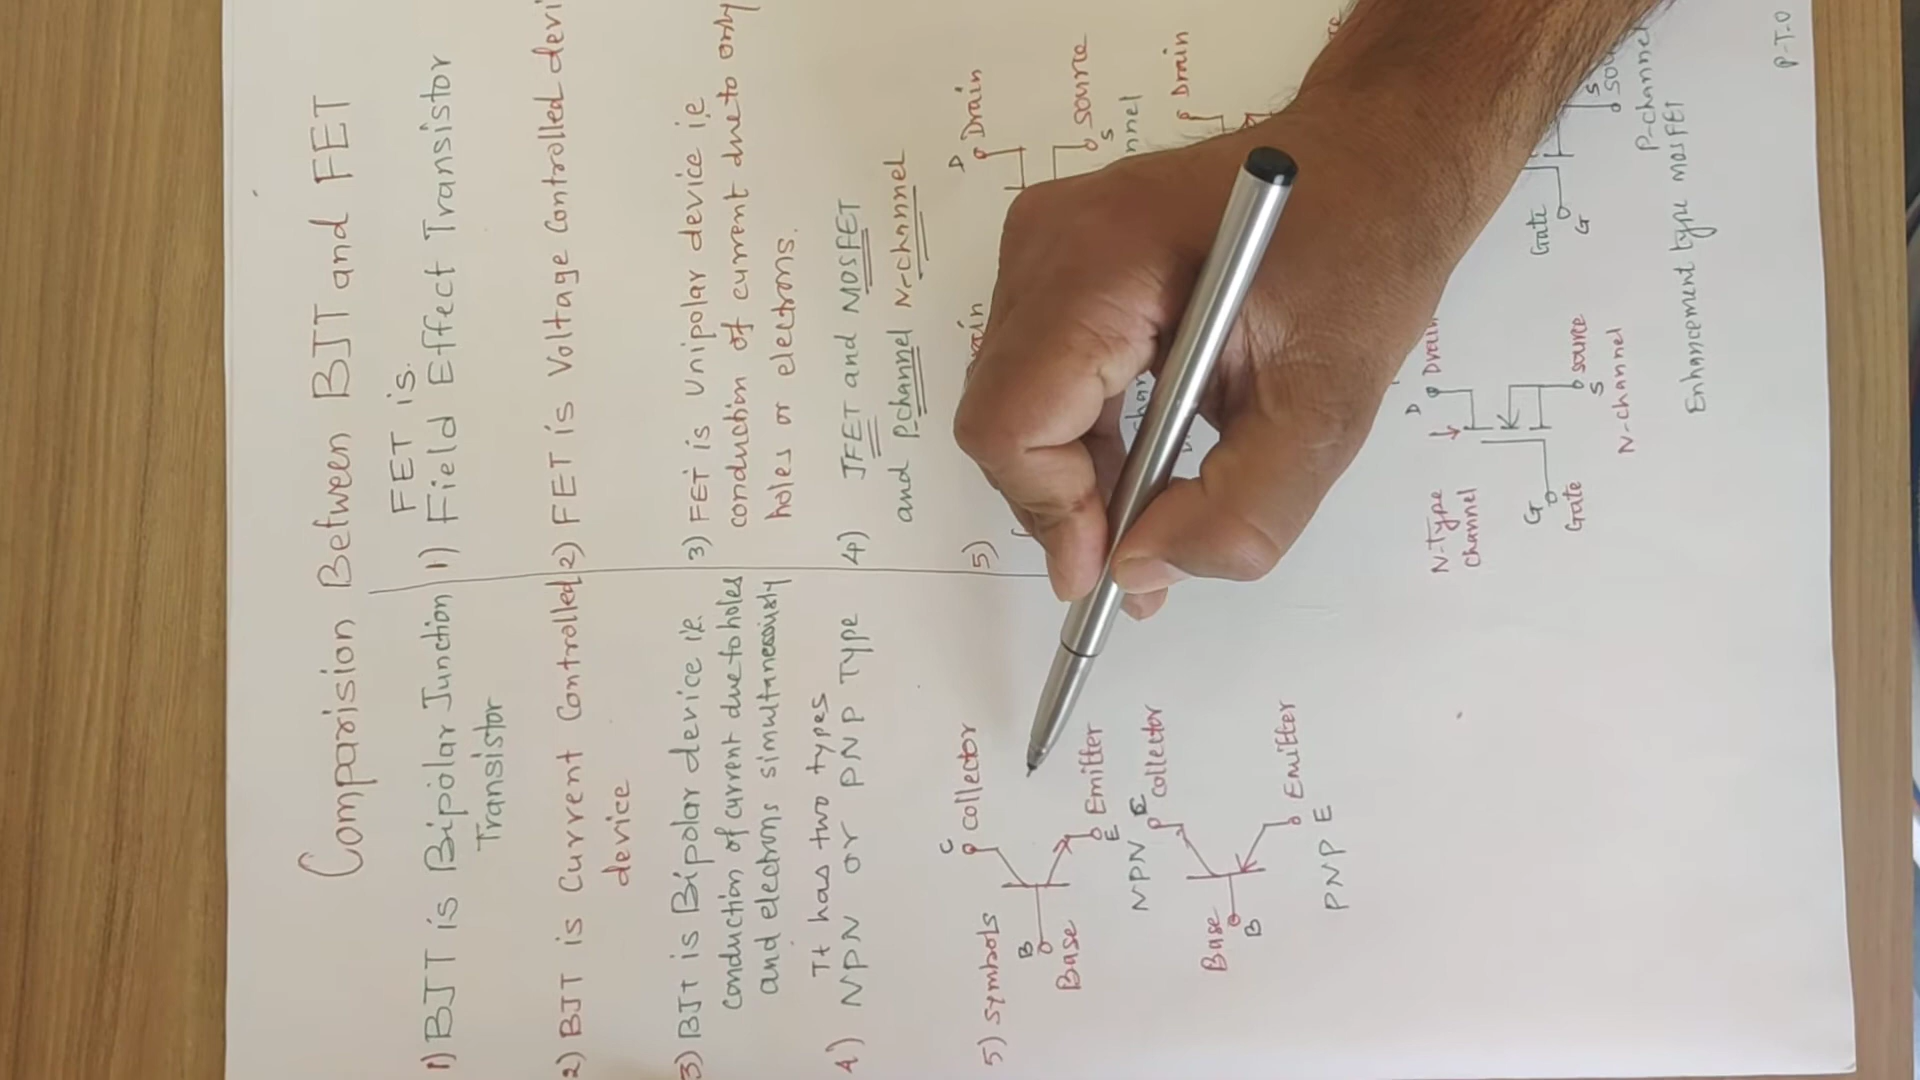 Comparision Between BJT and FET
1) BJT is Bipolar Junction
Transistor
2) BJT is Current Controlled
device
3) BJT is Bipolar device i.e.
Conduction of current due to holes
and electrons simultaneously
It has two types
4) NPN or PNP TYPE
5) Symbols
C
Collector
B
Base
Emitter
E
NPN
E
Collector
Base
B
Emitter
E
PNP
FET is.
1) Field Effect Transistor
2) FET is Voltage Controlled devi
3) FET is Unipolar device i.e
conduction of current due to only
holes or electrons.
4) JFET and MOSFET
and Pchannel N-channel
5)
D
Drain
Source
S
Drain
N-type
channel
D
Drain
G
Gate
Source
S
N-channel
Gate
G
S
P-channel
Enhancement type MOSFET
P-T-O